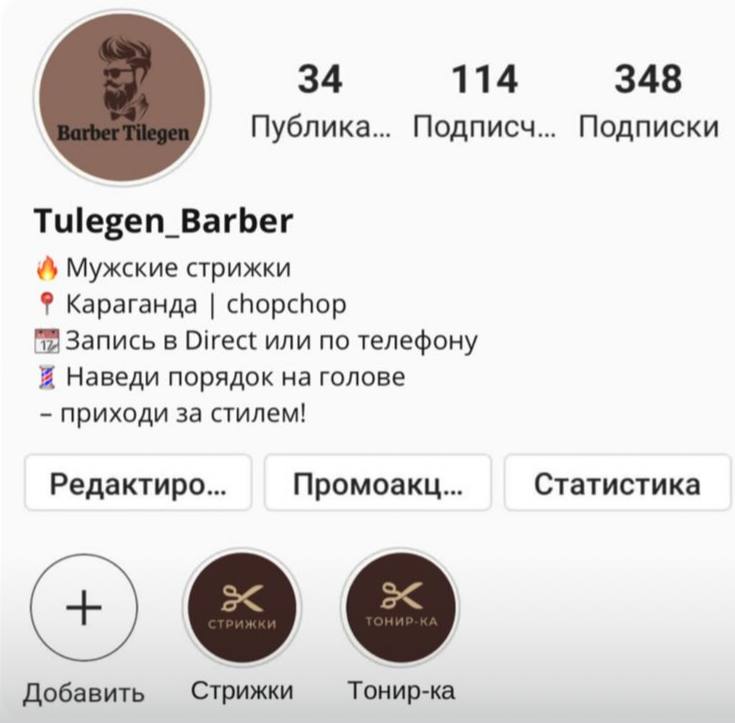 Barber Tilegen
34 114 348
Публика... Подписч... Подписки
Tulegen_Barber
🔥 Мужские стрижки
📍 Караганда | chopchop
📆 Запись в Direct или по телефону
💈 Наведи порядок на голове
– приходи за стилем!
Редактиро... Промоакц... Статистика
СТРИЖКИ ТОНИР-КА
Добавить Стрижки Тонир-ка